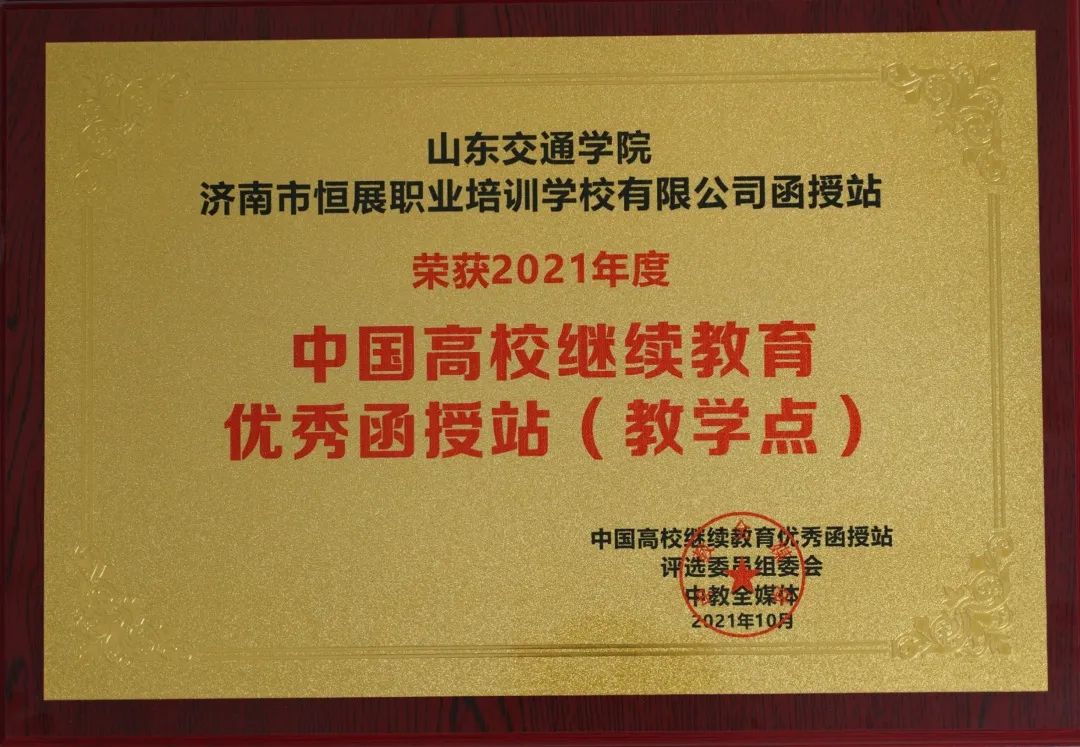 山东交通学院
济南市恒展职业培训学校有限公司函授站
荣获2021年度
中国高校继续教育
优秀函授站（教学点）
中国高校继续教育优秀函授站
评选委员组委会
中教全媒体
2021年10月